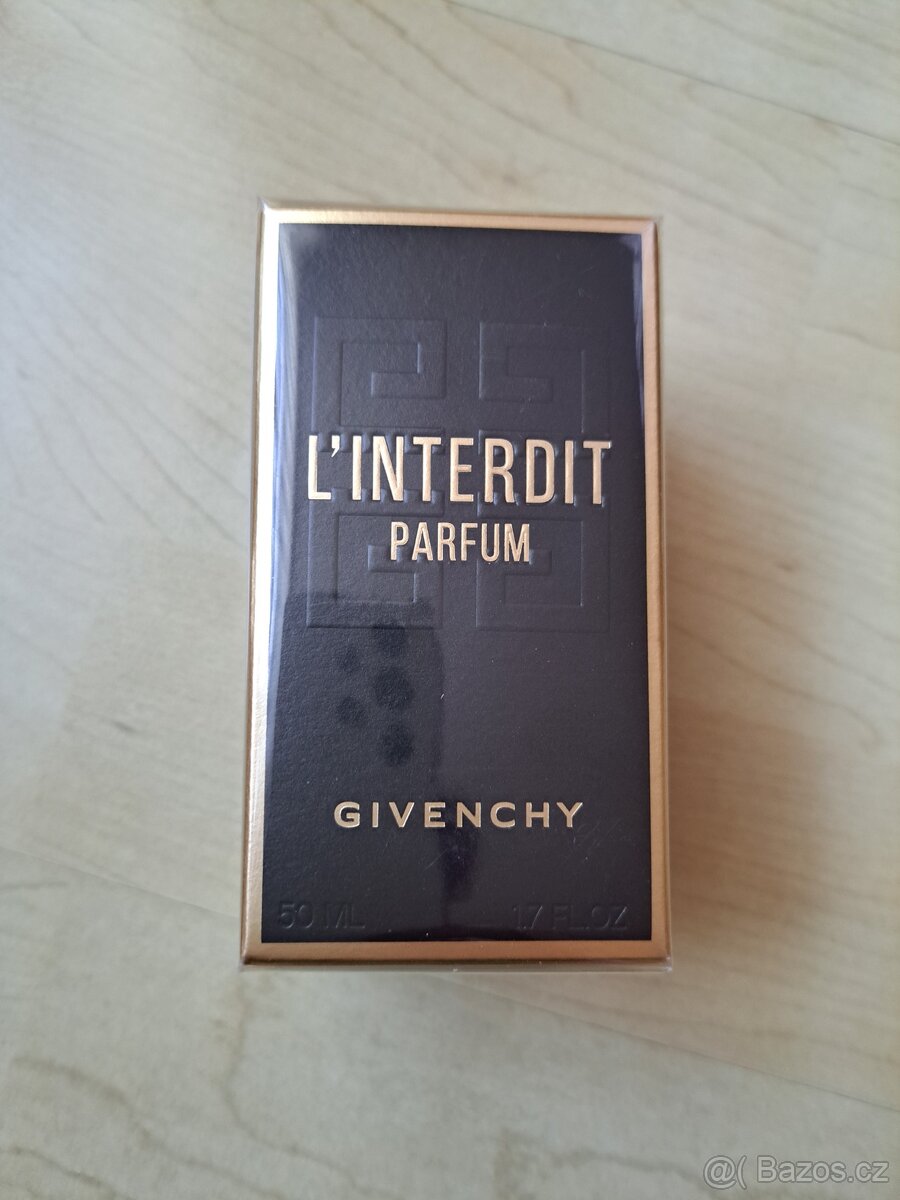 L'INTERDIT
PARFUM
GIVENCHY
50 ML 1.7 FL.OZ
@( Bazos.cz